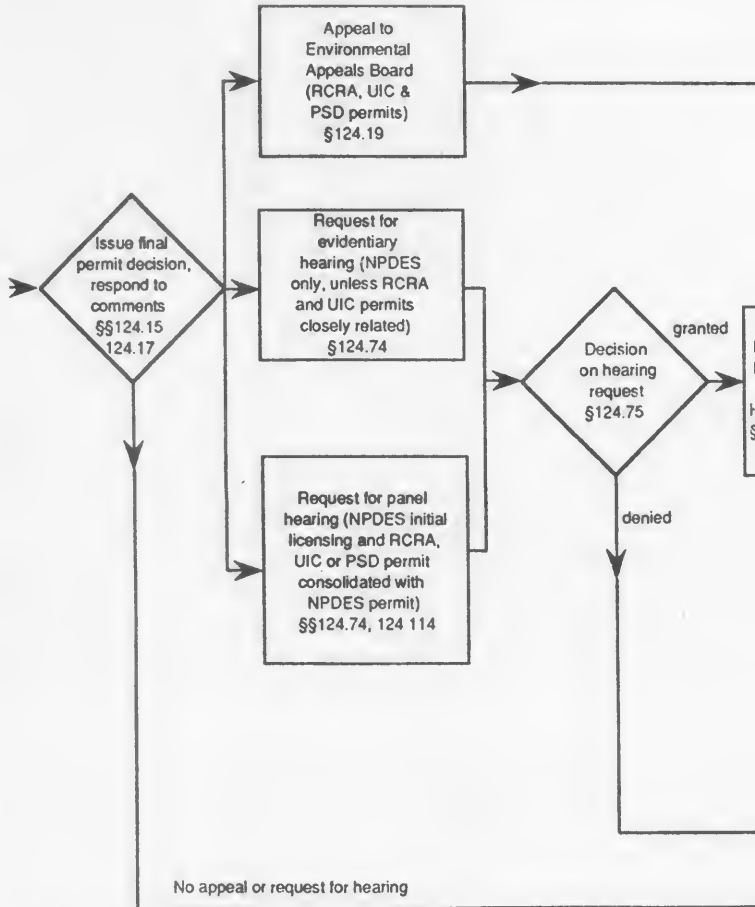 Appeal to
Environmental
Appeals Board
(RCRA, UIC &
PSD permits)
§124.19
Issue final
permit decision,
respond to
comments
§§124.15
124.17
Request for
evidentiary
hearing (NPDES
only, unless RCRA
and UIC permits
closely related)
§124.74
Request for panel
hearing (NPDES initial
licensing and RCRA,
UIC or PSD permit
consolidated with
NPDES permit)
§§124.74, 124 114
Decision
on hearing
request
§124.75
granted
denied
No appeal or request for hearing